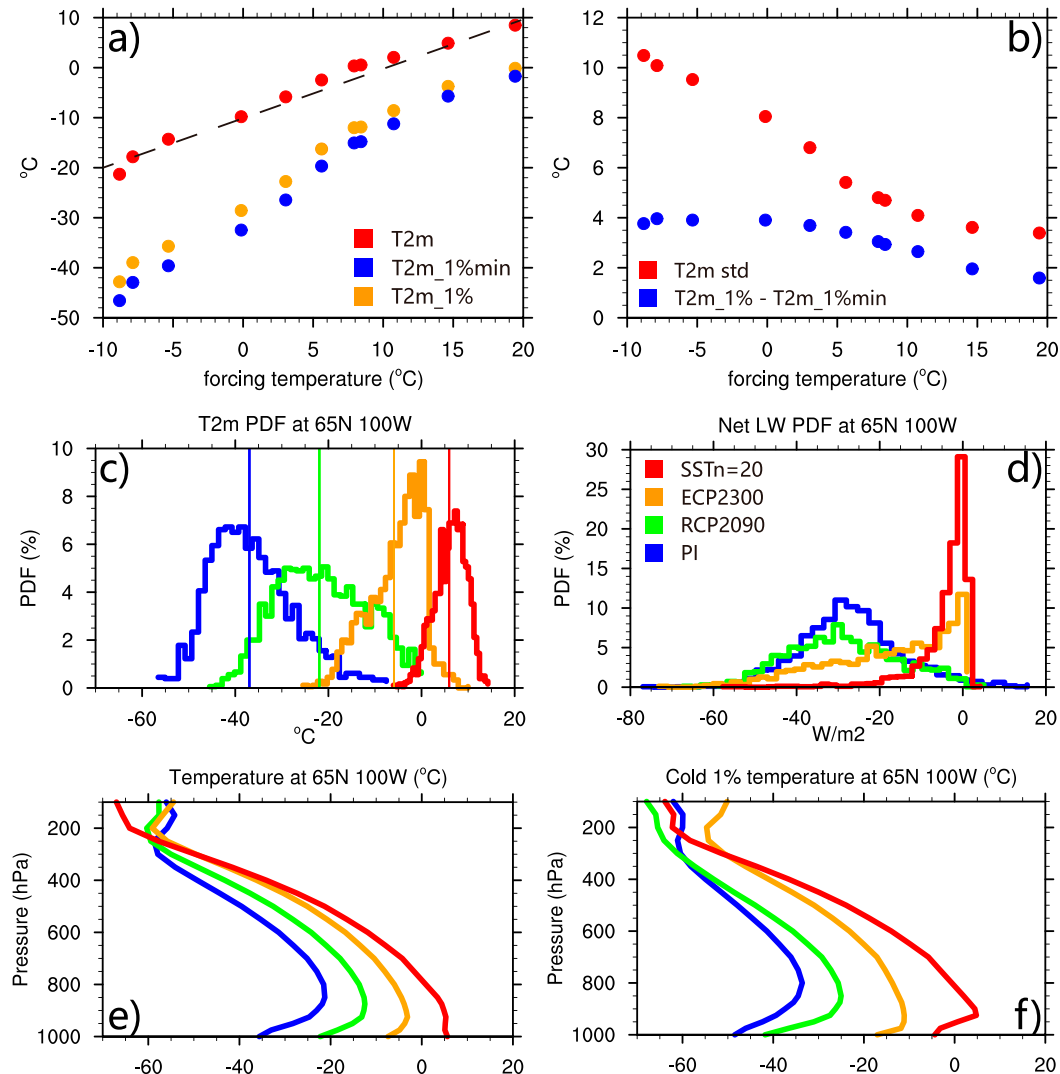 a)
10
0
-10
-20
-30
-40
-50
°C
T2m
T2m_1%min
T2m_1%
-10 -5 0 5 10 15 20
forcing temperature (°C)
b)
12
10
8
6
4
2
0
°C
T2m std
T2m_1% - T2m_1%min
-10 -5 0 5 10 15 20
forcing temperature (°C)
T2m PDF at 65N 100W
c)
10
8
6
4
2
0
PDF (%)
-60 -40 -20 0 20
°C
Net LW PDF at 65N 100W
d)
30
25
20
15
10
5
0
PDF (%)
SSTn=20
ECP2300
RCP2090
PI
-80 -60 -40 -20 0 20
W/m2
Temperature at 65N 100W (°C)
200
400
600
800
1000
Pressure (hPa)
e)
-60 -40 -20 0 20
Cold 1% temperature at 65N 100W (°C)
200
400
600
800
1000
Pressure (hPa)
f)
-60 -40 -20 0 20